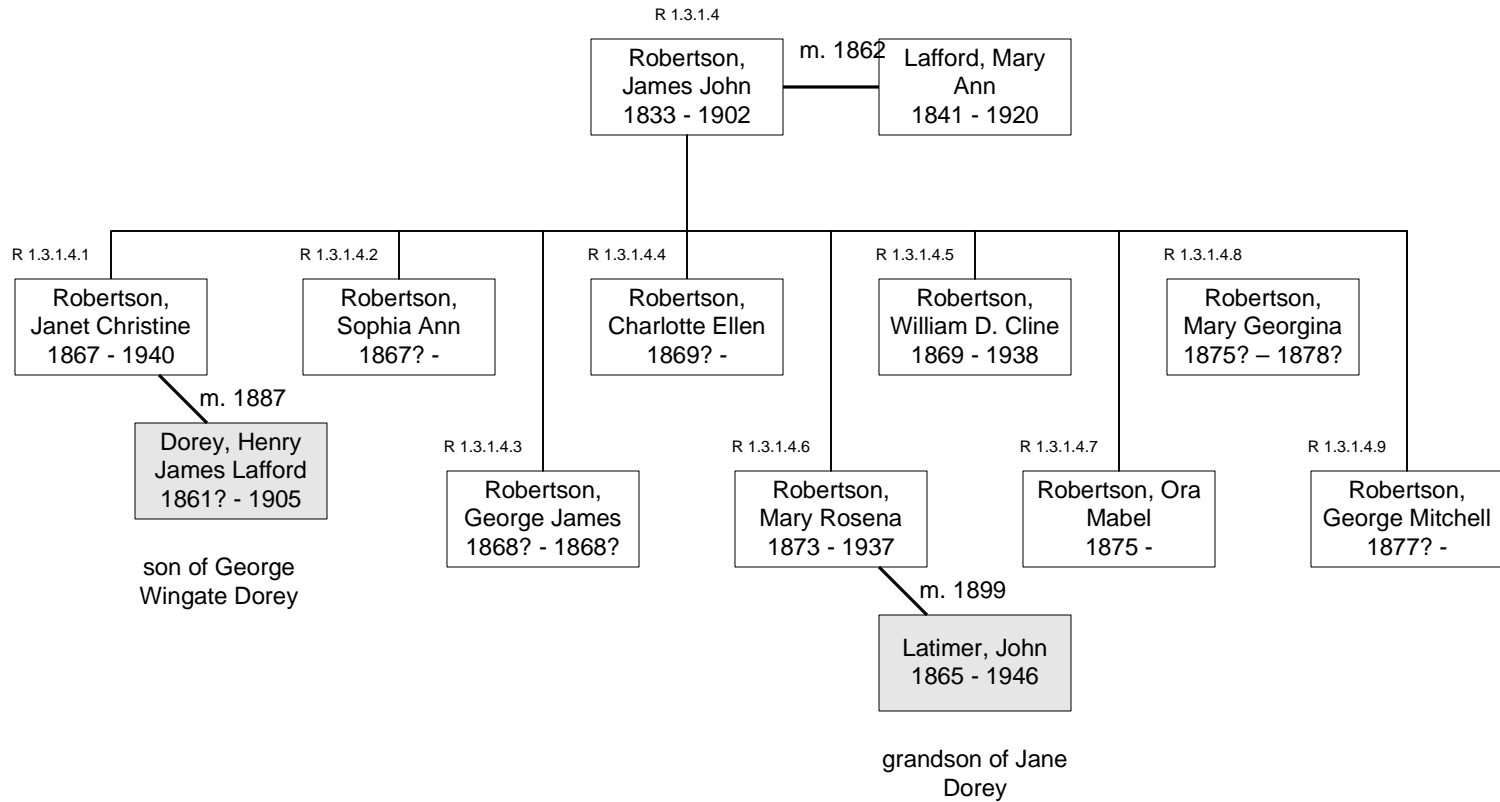 R 1.3.1.4
Robertson,
James John
1833 - 1902
m. 1862
Lafford, Mary
Ann
1841 - 1920
R 1.3.1.4.1
Robertson,
Janet Christine
1867 - 1940
m. 1887
Dorey, Henry
James Lafford
1861? - 1905
son of George
Wingate Dorey
R 1.3.1.4.2
Robertson,
Sophia Ann
1867? -
R 1.3.1.4.3
Robertson,
George James
1868? - 1868?
R 1.3.1.4.4
Robertson,
Charlotte Ellen
1869? -
R 1.3.1.4.5
Robertson,
William D. Cline
1869 - 1938
R 1.3.1.4.6
Robertson,
Mary Rosena
1873 - 1937
m. 1899
Latimer, John
1865 - 1946
grandson of Jane
Dorey
R 1.3.1.4.7
Robertson, Ora
Mabel
1875 -
R 1.3.1.4.8
Robertson,
Mary Georgina
1875? – 1878?
R 1.3.1.4.9
Robertson,
George Mitchell
1877? -